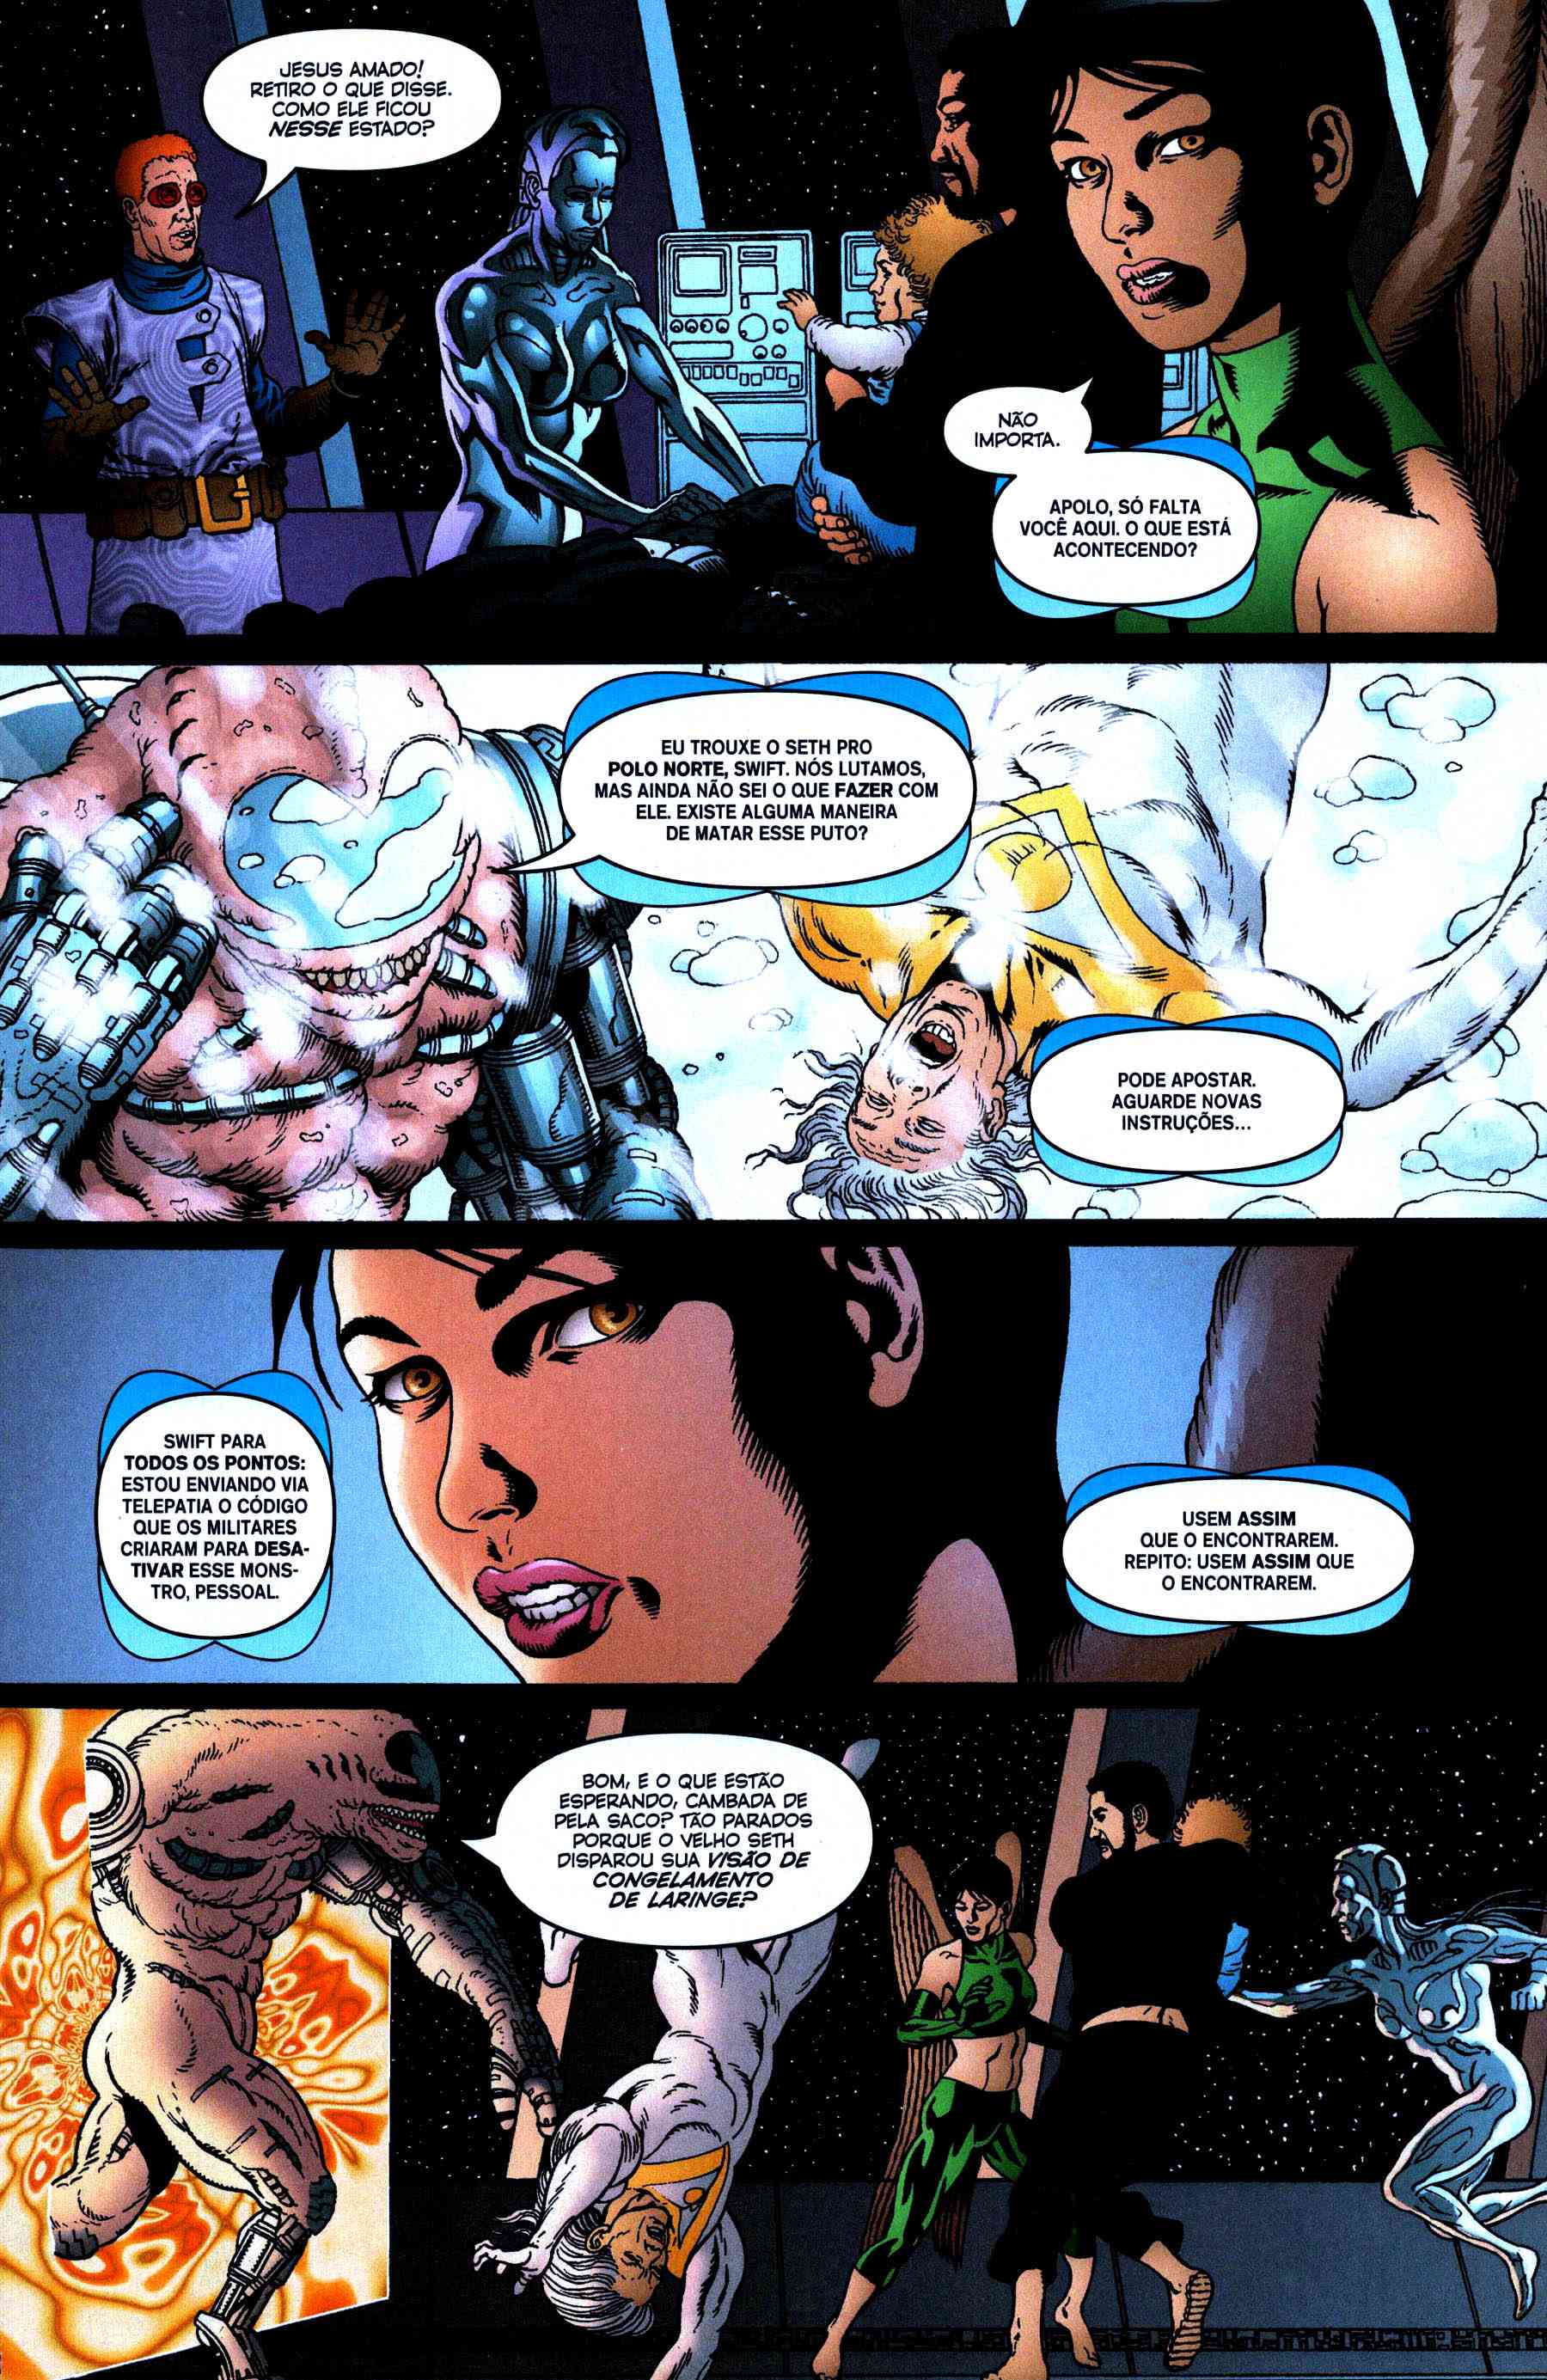 JESUS AMADO!
RETIRO O QUE DISSE.
COMO ELE FICOU
NESSE ESTADO?
NÃO
IMPORTA.
APOLO, SÓ FALTA
VOCÊ AQUI. O QUE ESTÁ
ACONTECENDO?
EU TROUXE O SETH PRO
POLO NORTE, SWIFT. NÓS LUTAMOS,
MAS AINDA NÃO SEI O QUE FAZER COM
ELE. EXISTE ALGUMA MANEIRA
DE MATAR ESSE PUTO?
PODE APOSTAR.
AGUARDE NOVAS
INSTRUÇÕES...
SWIFT PARA
TODOS OS PONTOS:
ESTOU ENVIANDO VIA
TELEPATIA O CÓDIGO
QUE OS MILITARES
CRIARAM PARA DESA-
TIVAR ESSE MONS-
TRO, PESSOAL.
USEM ASSIM
QUE O ENCONTRAREM.
REPITO: USEM ASSIM QUE
O ENCONTRAREM.
BOM, E O QUE ESTÃO
ESPERANDO, CAMBADA DE
PELA SACO? TÃO PARADOS
PORQUE O VELHO SETH
DISPAROU SUA VISÃO DE
CONGELAMENTO
DE LARINGE?